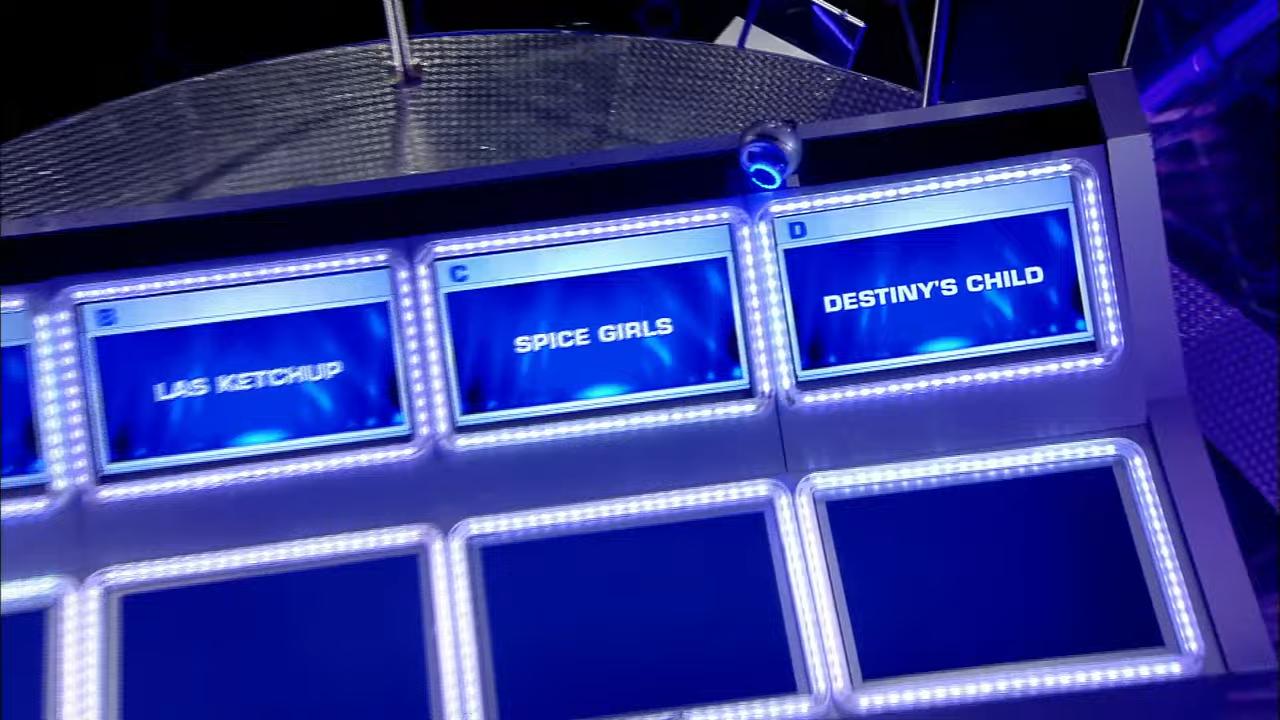 B
LAS KETCHUP
C
SPICE GIRLS
D
DESTINY'S CHILD